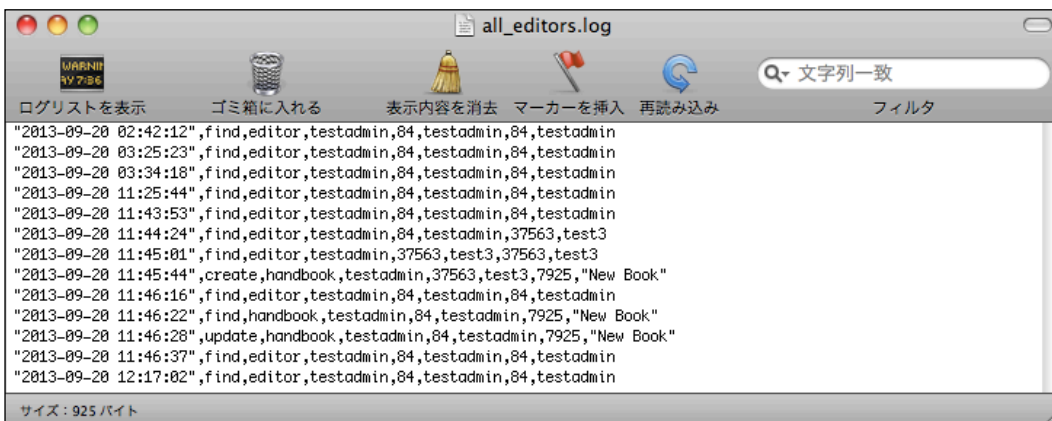 all_editors.log
WARNIN
AY 7:36
ログリストを表示
ゴミ箱に入れる
表示内容を消去
マーカーを挿入
再読み込み
文字列一致
フィルタ
"2013-09-20 02:42:12",find,editor,testadmin,84,testadmin,84,testadmin
"2013-09-20 03:25:23",find,editor,testadmin,84,testadmin,84,testadmin
"2013-09-20 03:34:18",find,editor,testadmin,84,testadmin,84,testadmin
"2013-09-20 11:25:44",find,editor,testadmin,84,testadmin,84,testadmin
"2013-09-20 11:43:53",find,editor,testadmin,84,testadmin,84,testadmin
"2013-09-20 11:44:24",find,editor,testadmin,84,testadmin,37563,test3
"2013-09-20 11:45:01",find,editor,testadmin,37563,test3,37563,test3
"2013-09-20 11:45:44",create,handbook,testadmin,37563,test3,7925,"New Book"
"2013-09-20 11:46:16",find,editor,testadmin,84,testadmin,84,testadmin
"2013-09-20 11:46:22",find,handbook,testadmin,84,testadmin,7925,"New Book"
"2013-09-20 11:46:28",update,handbook,testadmin,84,testadmin,7925,"New Book"
"2013-09-20 11:46:37",find,editor,testadmin,84,testadmin,84,testadmin
"2013-09-20 12:17:02",find,editor,testadmin,84,testadmin,84,testadmin
サイズ：925 バイト